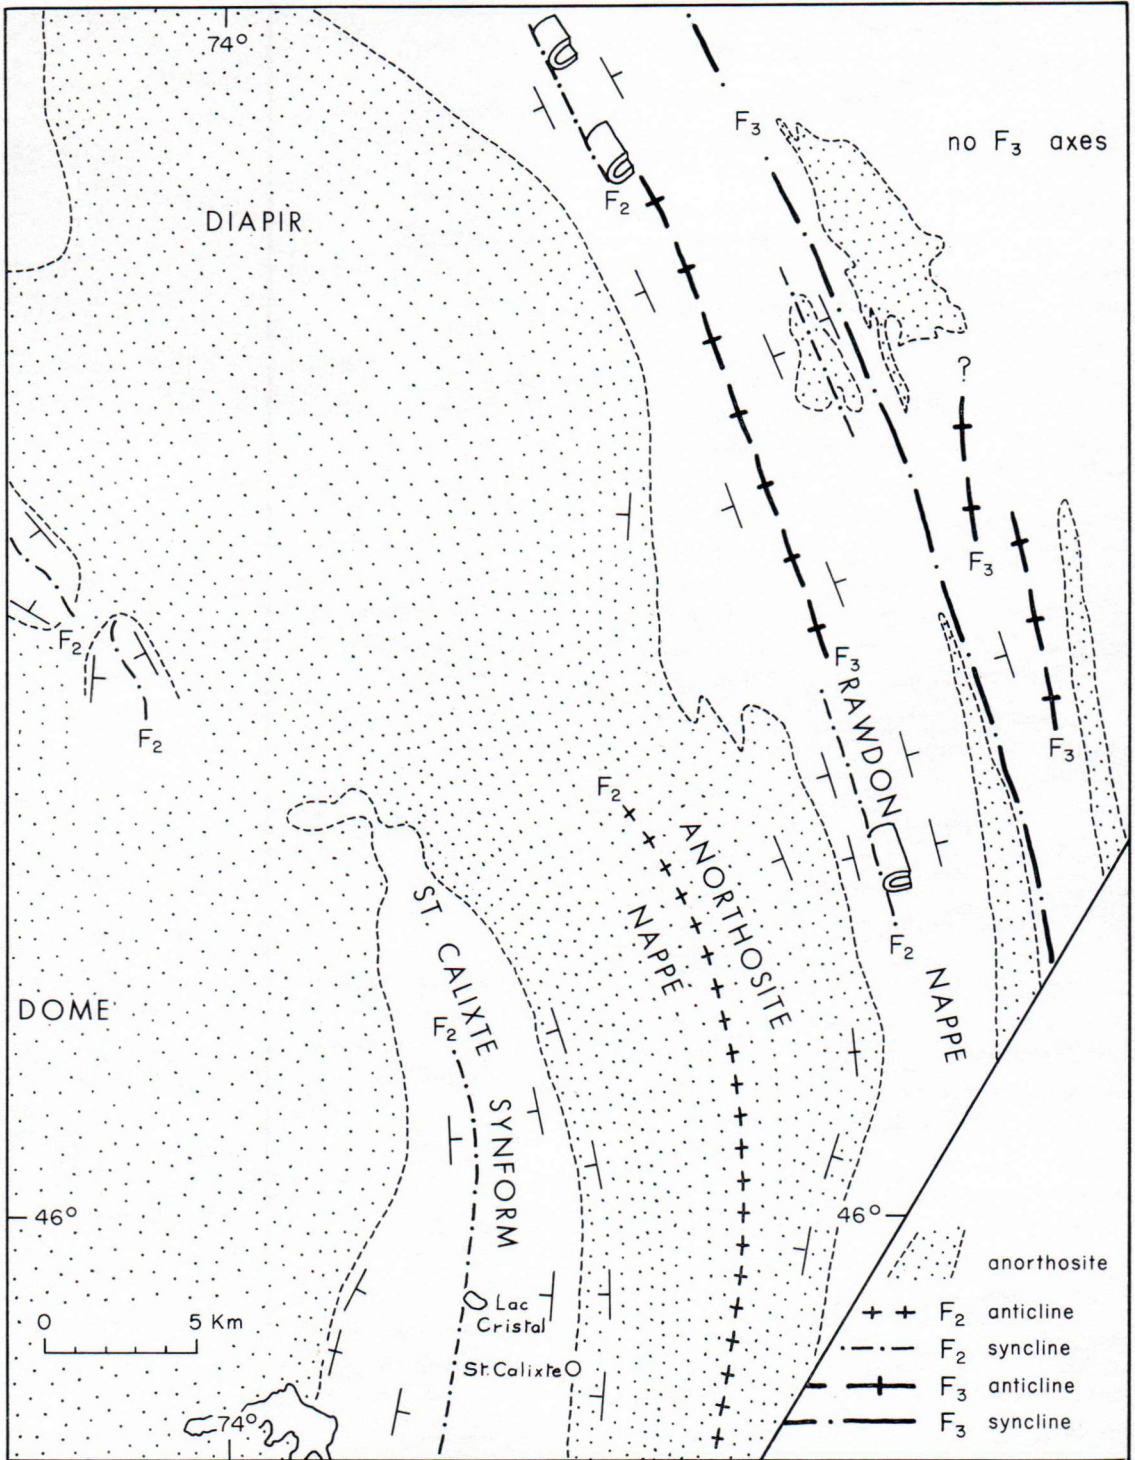 74°
F₃
no F₃ axes
F₂
DIAPIR
?
F₃
F₂
F₃
RAWDON
F₃
F₂
F₂
ANORTHOSITE
NAPPE
ST. CALIXTE
SYNFORM
F₂
NAPPE
DOME
F₂
46°
46°
anorthosite
Lac
Cristal
0 5 Km
F₂ anticline
F₂ syncline
St. Calixte
F₃ anticline
74°
F₃ syncline